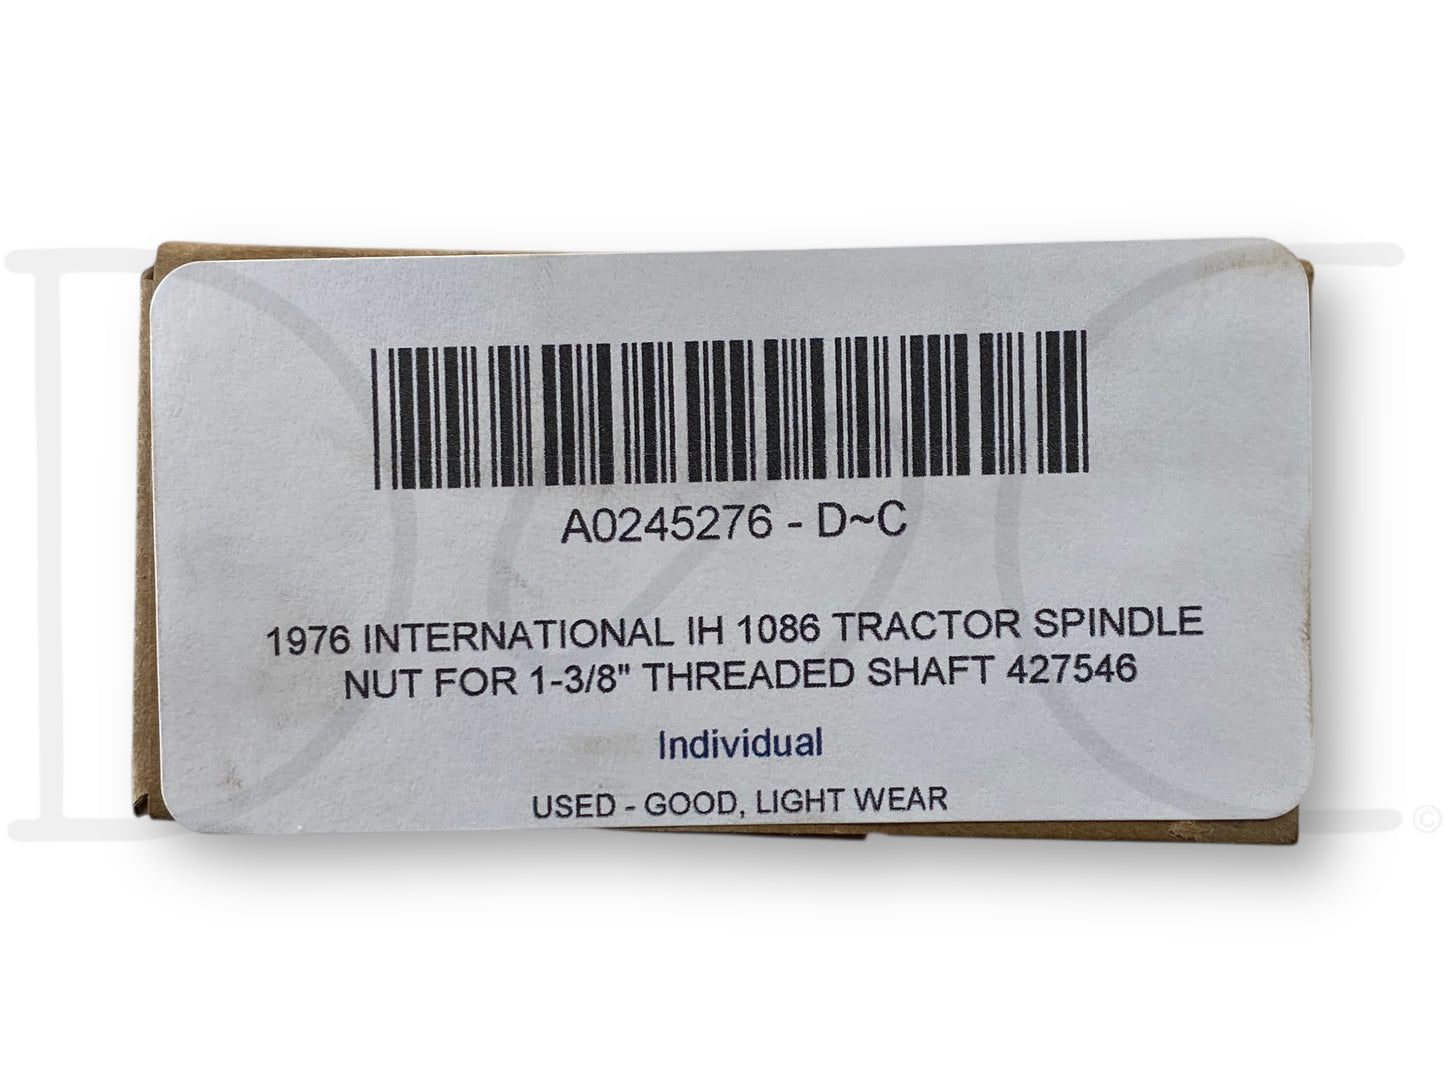 A0245276 - D~C
1976 INTERNATIONAL IH 1086 TRACTOR SPINDLE
NUT FOR 1-3/8" THREADED SHAFT 427546
Individual
USED - GOOD, LIGHT WEAR
©